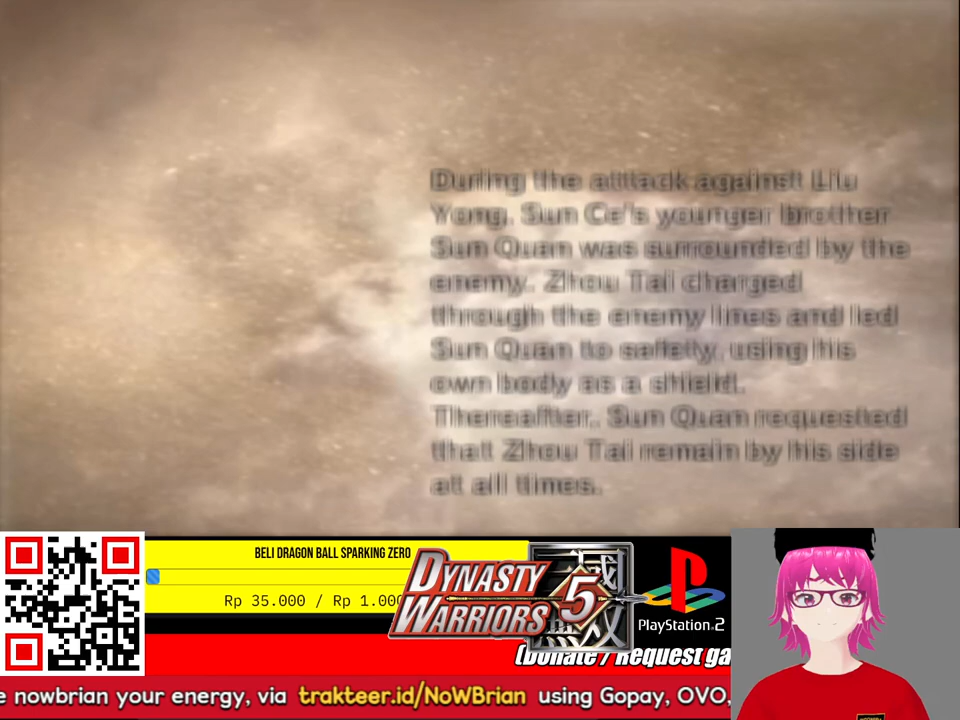 During the attack against Liu
Yong, Sun Ce's younger brother
Sun Quan was surrounded by the
enemy. Zhou Tai charged
through the enemy lines and led
Sun Quan to safety, using his
own body as a shield.
Thereafter, Sun Quan requested
that Zhou Tai remain by his side
at all times.
BELI DRAGON BALL SPARKING ZERO
Rp 35.000 / Rp 1.000
DYNASTY
WARRIORS 5
PlayStation 2
(Donate / Request ga
e nowbrian your energy, via trakteer.id/NoWBrian using Gopay, OVO,